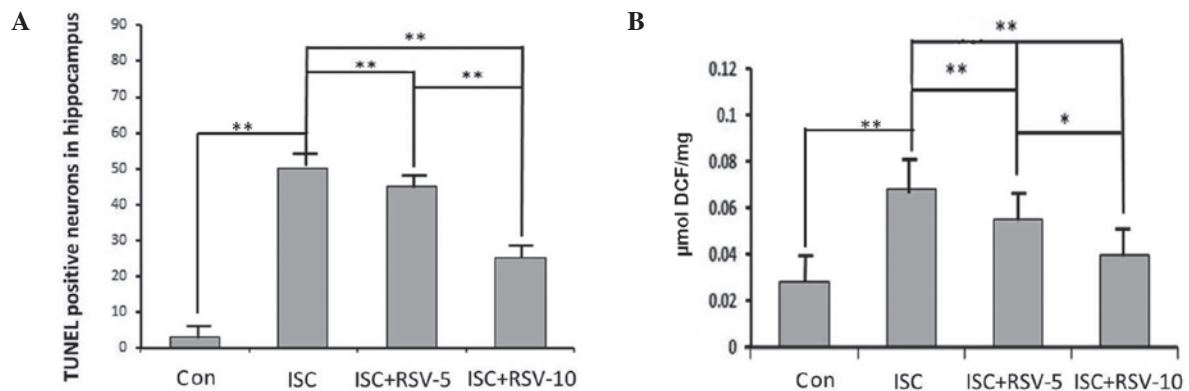 A
TUNEL positive neurons in hippocampus
90
80
70
60
50
40
30
20
10
0
**
**
**
**
Con
ISC
ISC+RSV-5
ISC+RSV-10
B
µmol DCF/mg
0.12
0.1
0.08
0.06
0.04
0.02
0
**
**
**
*
Con
ISC
ISC+RSV-5
ISC+RSV-10